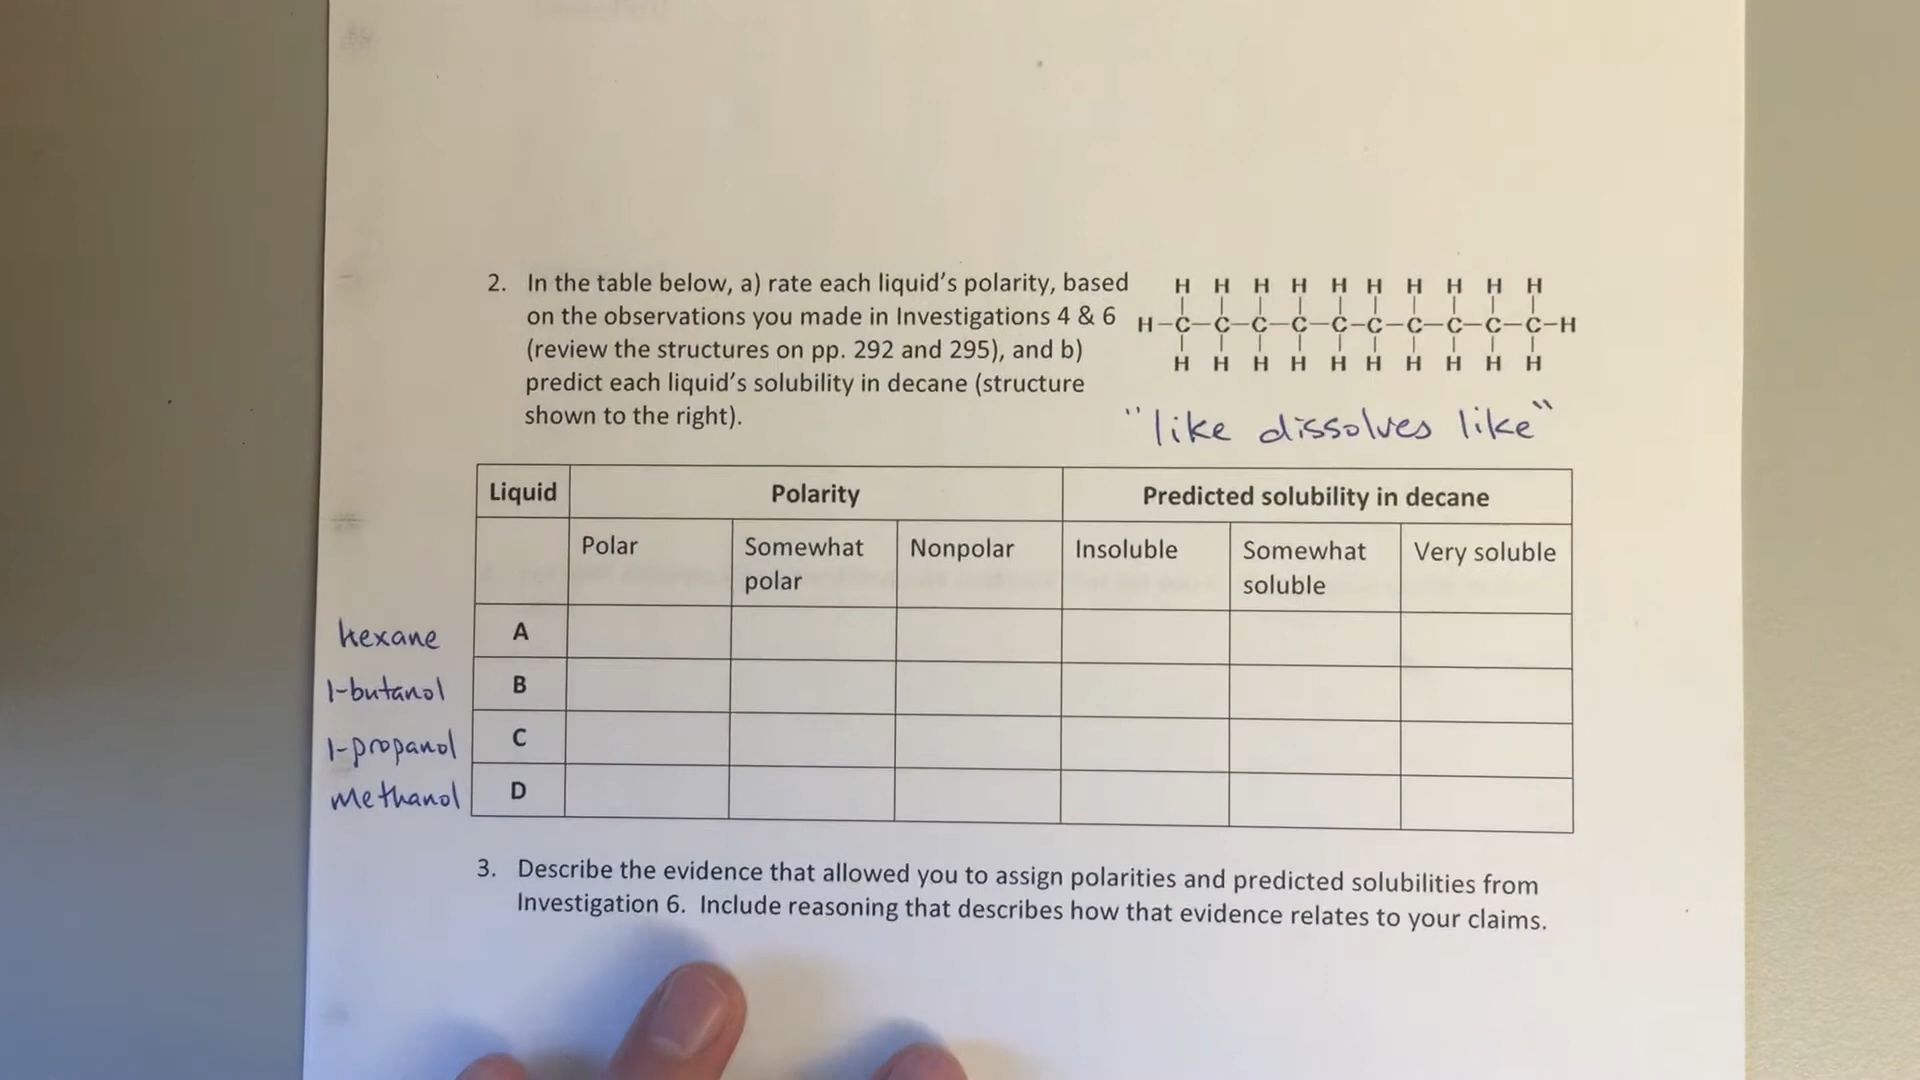 2. In the table below, a) rate each liquid's polarity, based
on the observations you made in Investigations 4 & 6
(review the structures on pp. 292 and 295), and b)
predict each liquid's solubility in decane (structure
shown to the right).
H H H H H H H H H H
H-C-C-C-C-C-C-C-C-C-C-H
H H H H H H H H H H
"like dissolves like"
Liquid Polarity Predicted solubility in decane
Polar Somewhat polar Nonpolar Insoluble Somewhat soluble Very soluble
hexane A
1-butanol B
1-propanol C
methanol D
3. Describe the evidence that allowed you to assign polarities and predicted solubilities from
Investigation 6. Include reasoning that describes how that evidence relates to your claims.